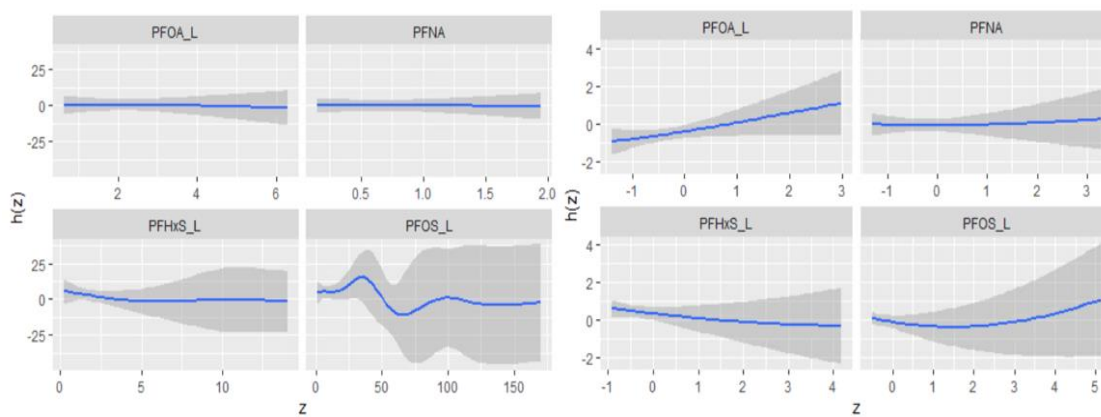 PFOA_L PFNA
25
0
-25
2 4 6 0.5 1.0 1.5 2.0
h(z)
PFHxS_L PFOS_L
25
0
-25
0 5 10 0 50 100 150
z
PFOA_L PFNA
4
2
0
-2
-1 0 1 2 3 -1 0 1 2 3
h(z)
PFHxS_L PFOS_L
4
2
0
-2
-1 0 1 2 3 4 0 1 2 3 4 5
z